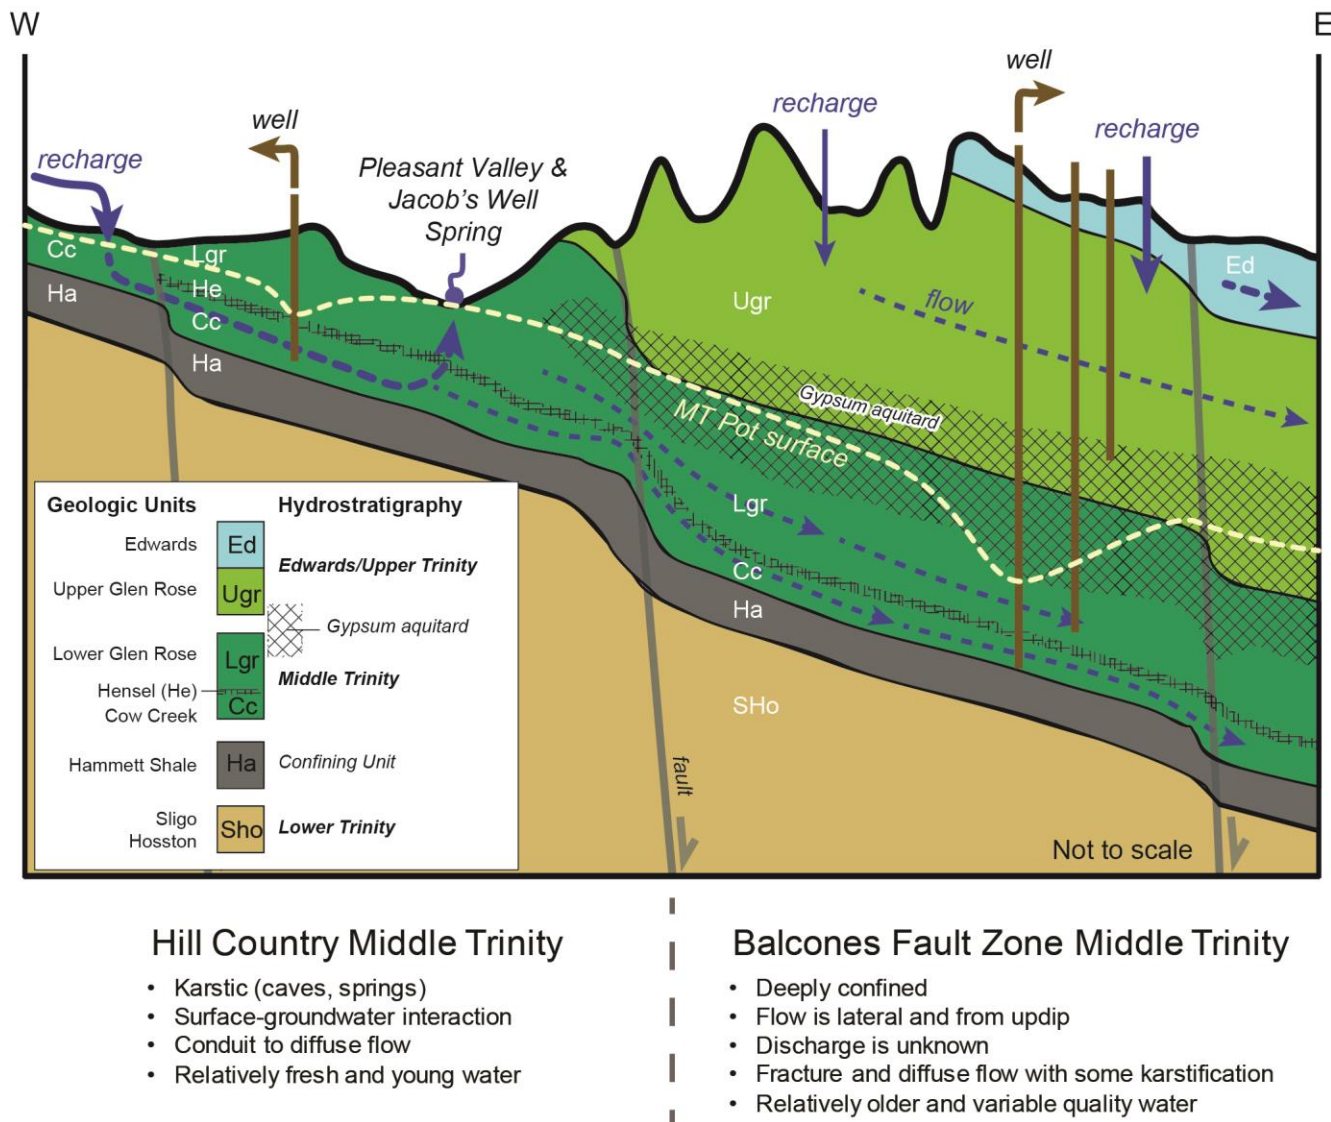 W
E
well
recharge
well
recharge
recharge
Pleasant Valley &
Jacob's Well
Spring
Cc
Lgr
Ha
He
Cc
Ha
Ugr
Ed
flow
Gypsum aquitard
MT Pot surface
Lgr
Cc
Ha
SHo
fault
Not to scale
Geologic Units
Hydrostratigraphy
Edwards
Ed
Edwards/Upper Trinity
Upper Glen Rose
Ugr
Gypsum aquitard
Lower Glen Rose
Lgr
Middle Trinity
Hensel (He)
Cow Creek
Cc
Hammett Shale
Ha
Confining Unit
Sligo
Hosston
Sho
Lower Trinity
Hill Country Middle Trinity
• Karstic (caves, springs)
• Surface-groundwater interaction
• Conduit to diffuse flow
• Relatively fresh and young water
Balcones Fault Zone Middle Trinity
• Deeply confined
• Flow is lateral and from updip
• Discharge is unknown
• Fracture and diffuse flow with some karstification
• Relatively older and variable quality water